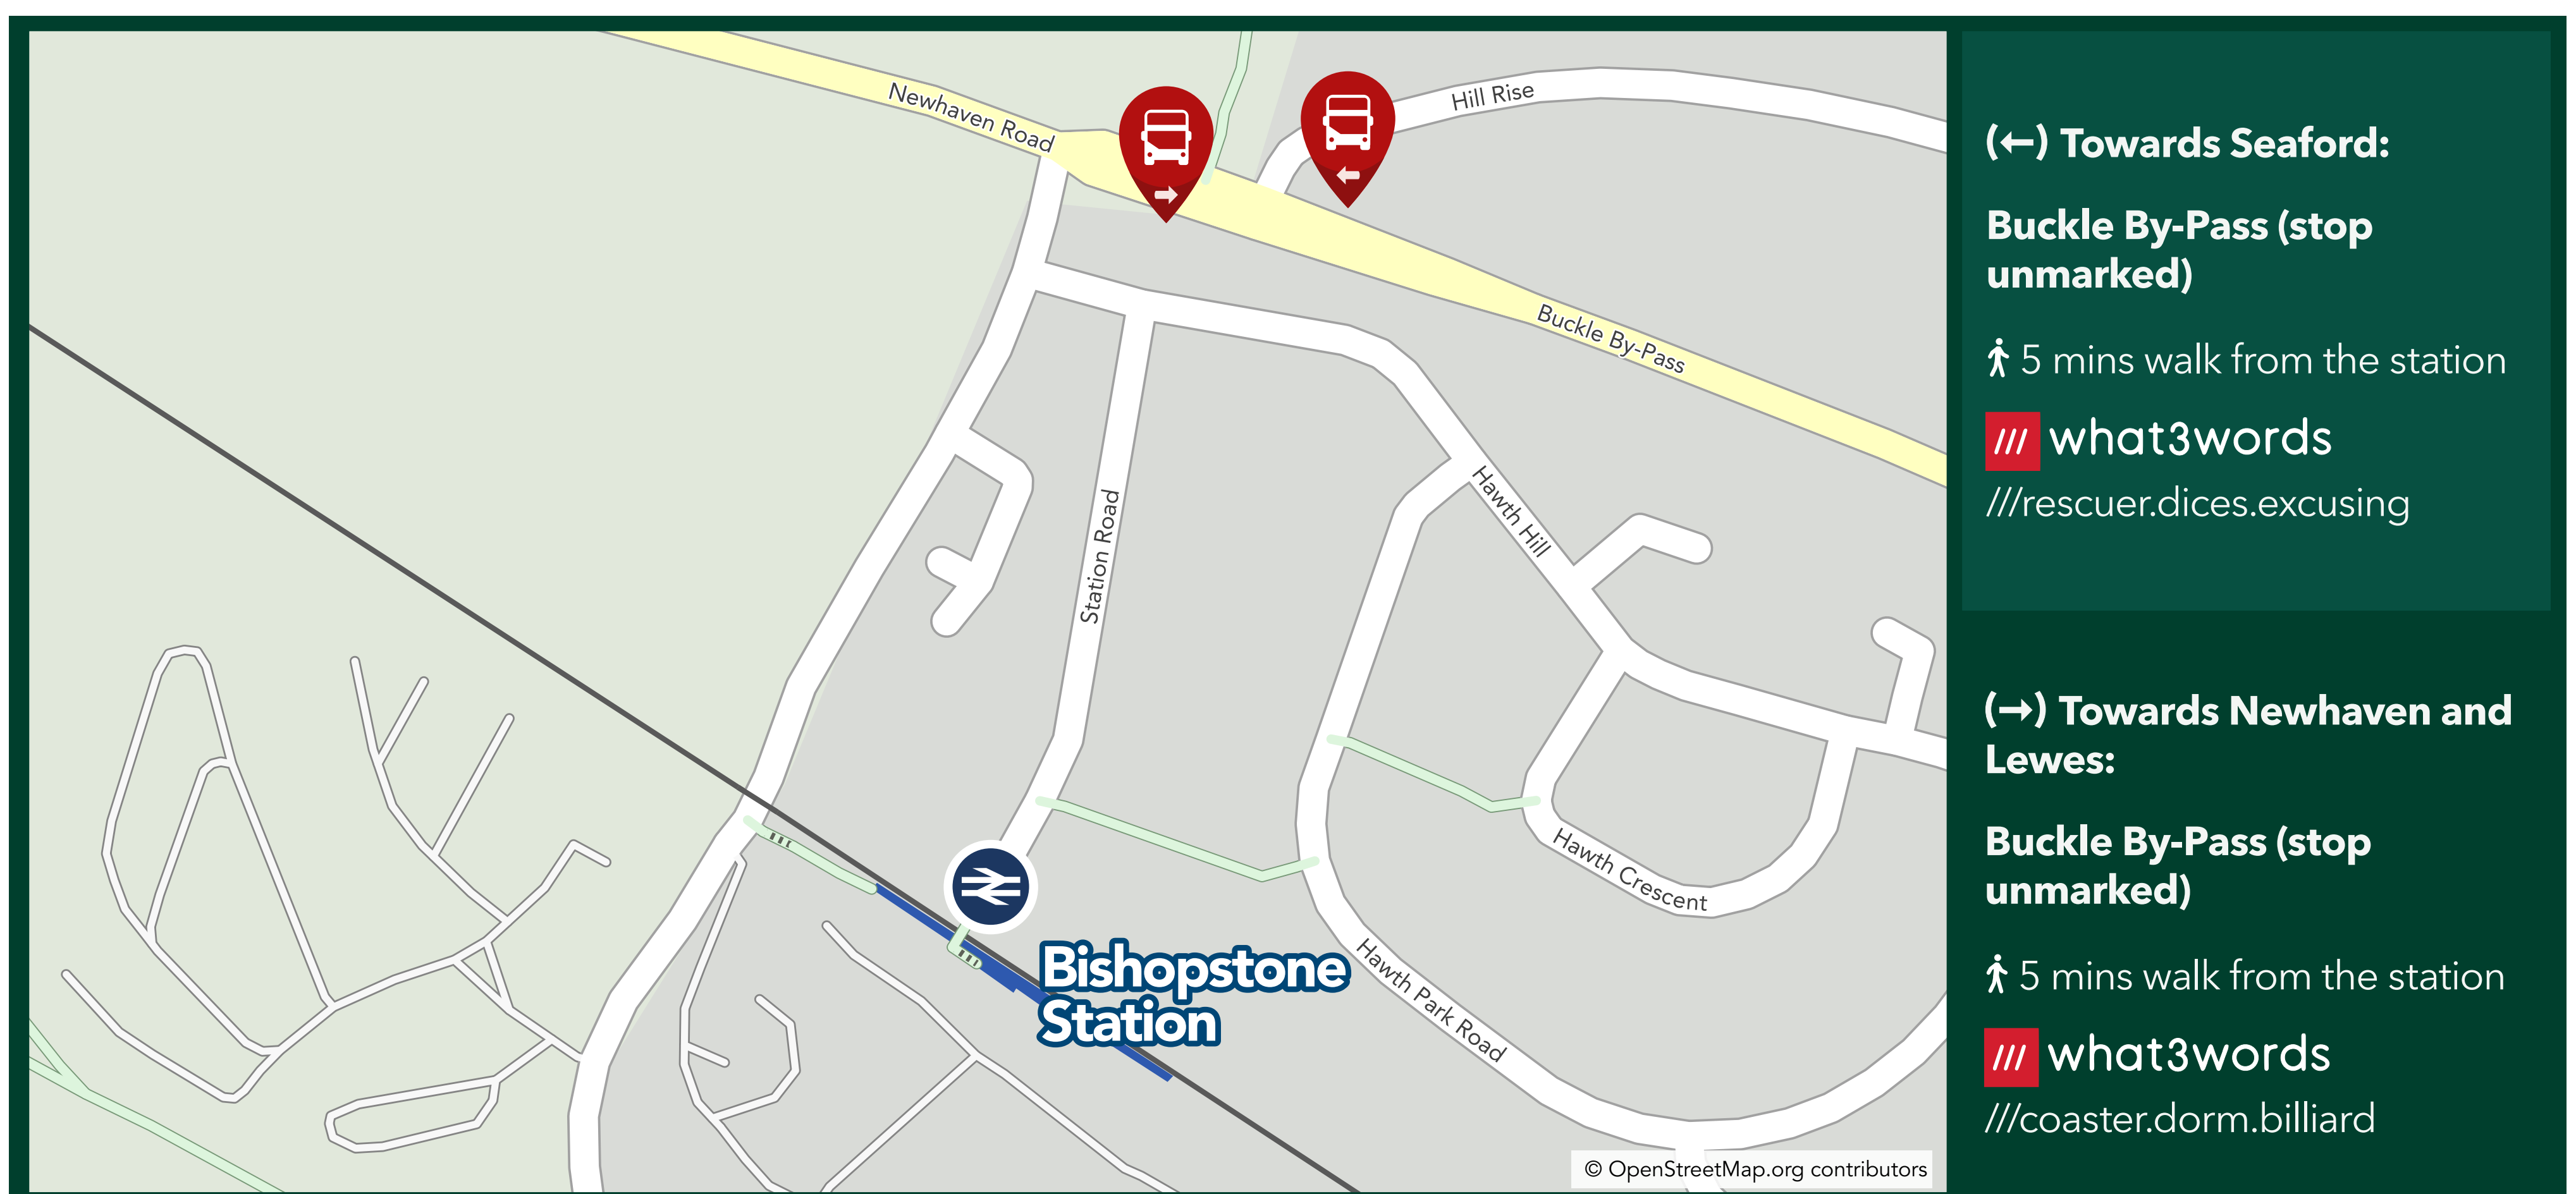 Newhaven Road
Hill Rise
Buckle By-Pass
Station Road
Hawth Hill
Hawth Crescent
Hawth Park Road
Bishopstone
Station
© OpenStreetMap.org contributors
(←) Towards Seaford:
Buckle By-Pass (stop
unmarked)
5 mins walk from the station
/// what3words
///rescuer.dices.excusing
(→) Towards Newhaven and
Lewes:
Buckle By-Pass (stop
unmarked)
5 mins walk from the station
/// what3words
///coaster.dorm.billiard